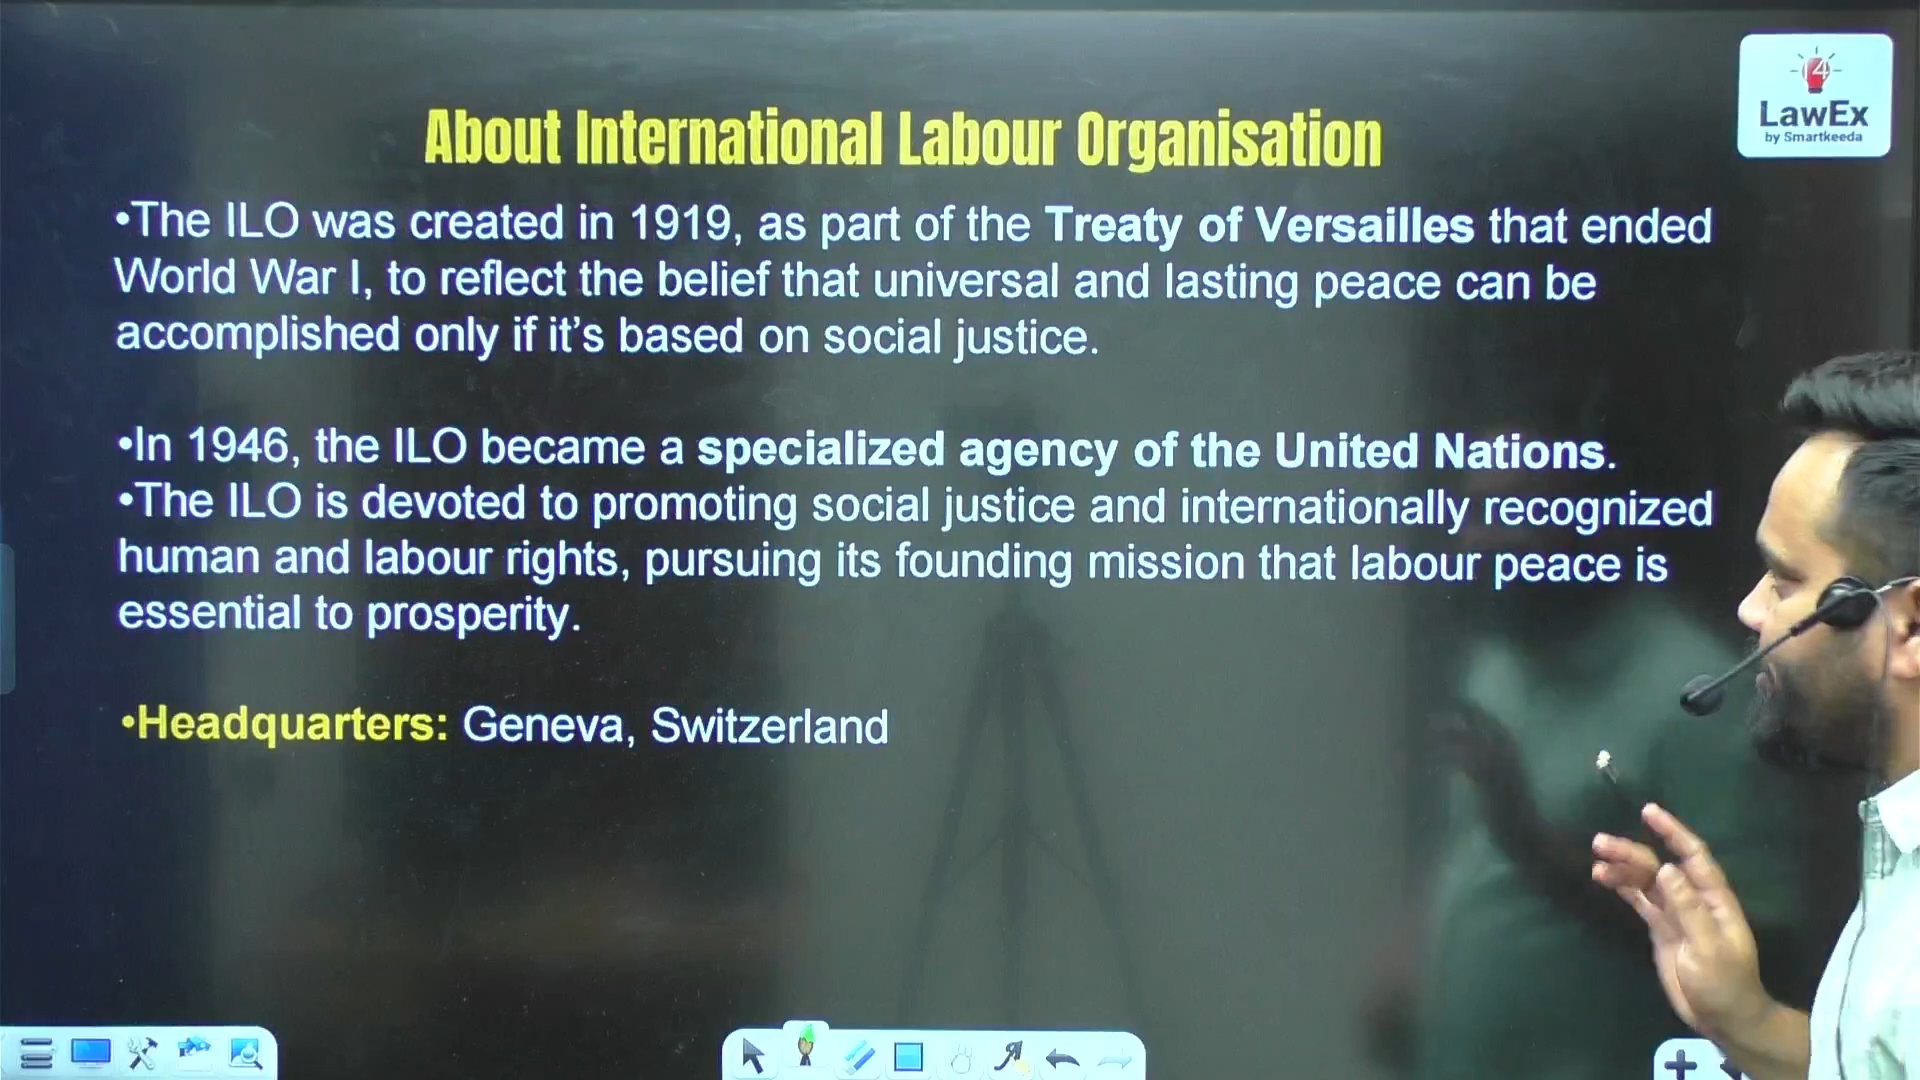 14
LawEx
by Smartkeeda
About International Labour Organisation
•The ILO was created in 1919, as part of the Treaty of Versailles that ended
World War I, to reflect the belief that universal and lasting peace can be
accomplished only if it’s based on social justice.
•In 1946, the ILO became a specialized agency of the United Nations.
•The ILO is devoted to promoting social justice and internationally recognized
human and labour rights, pursuing its founding mission that labour peace is
essential to prosperity.
•Headquarters: Geneva, Switzerland